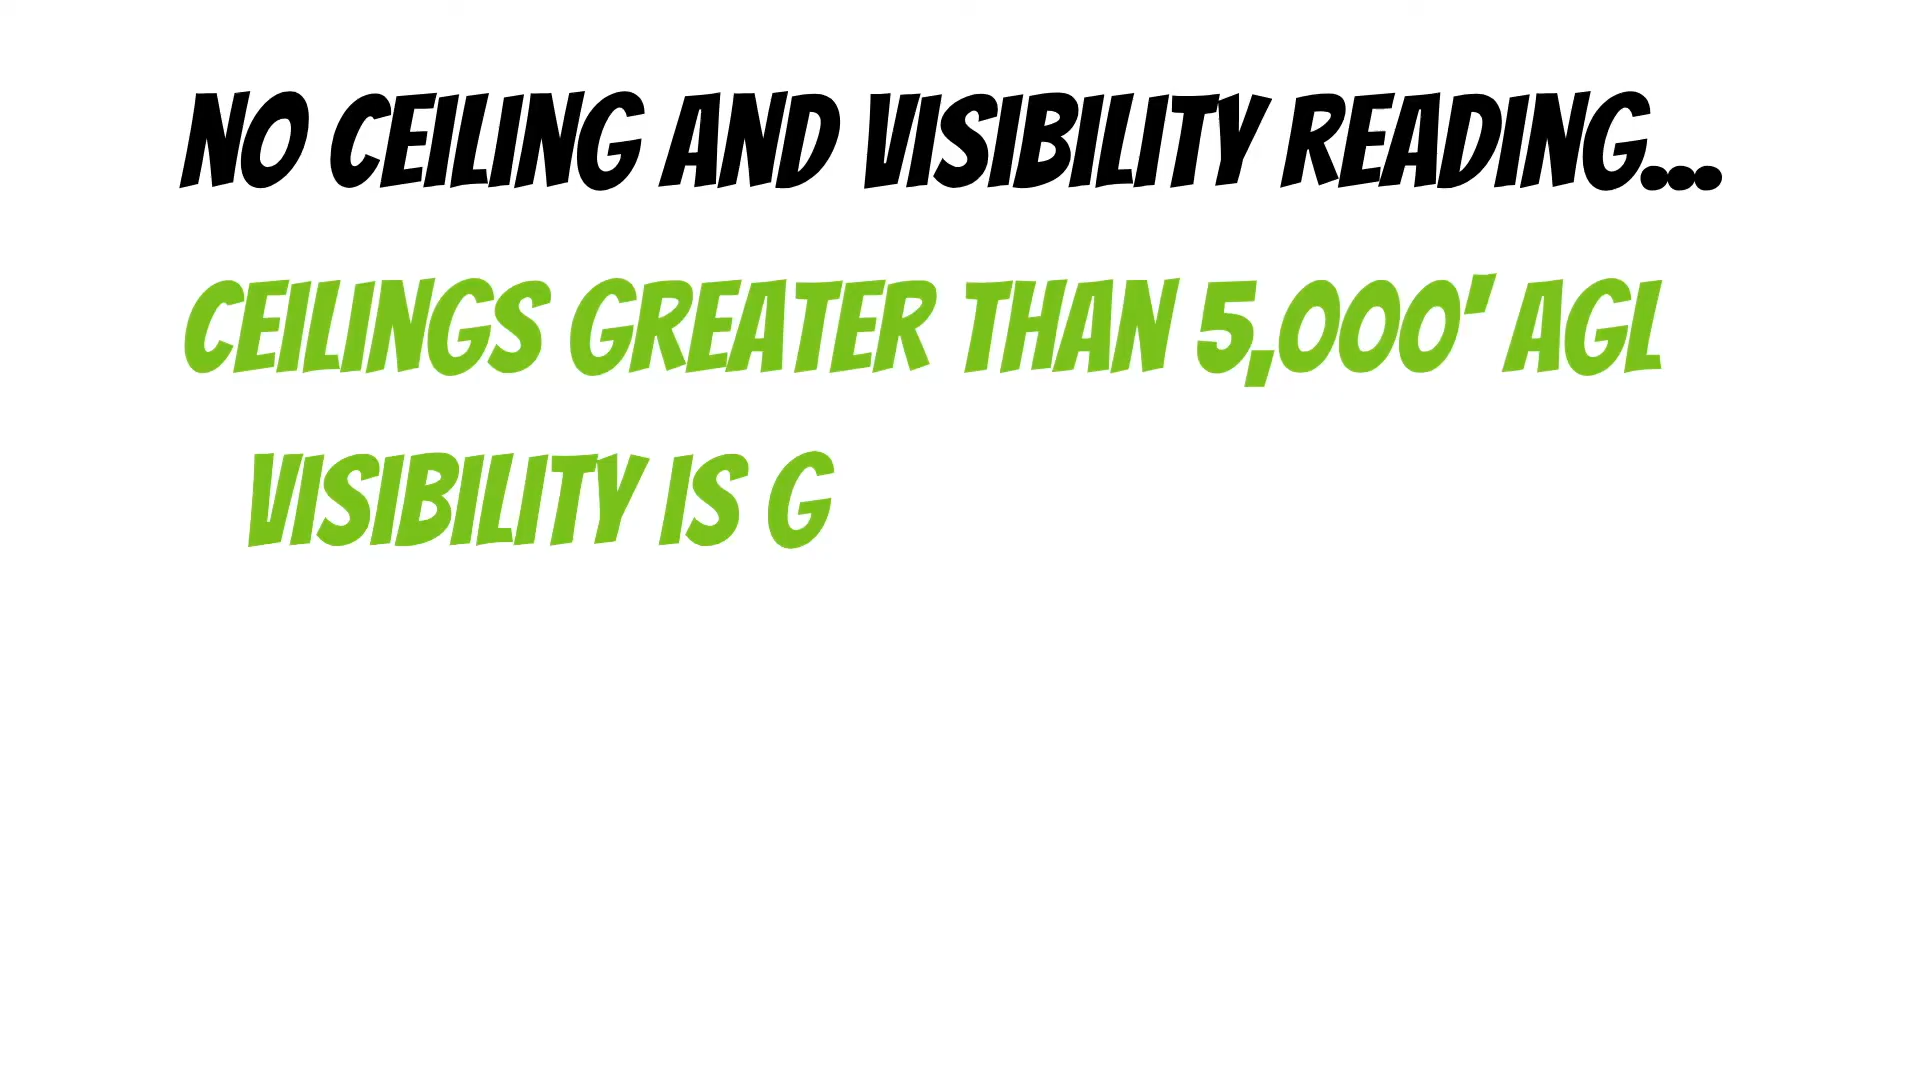 NO CEILING AND VISIBILITY READING...
CEILINGS GREATER THAN 5,000' AGL
VISIBILITY IS G